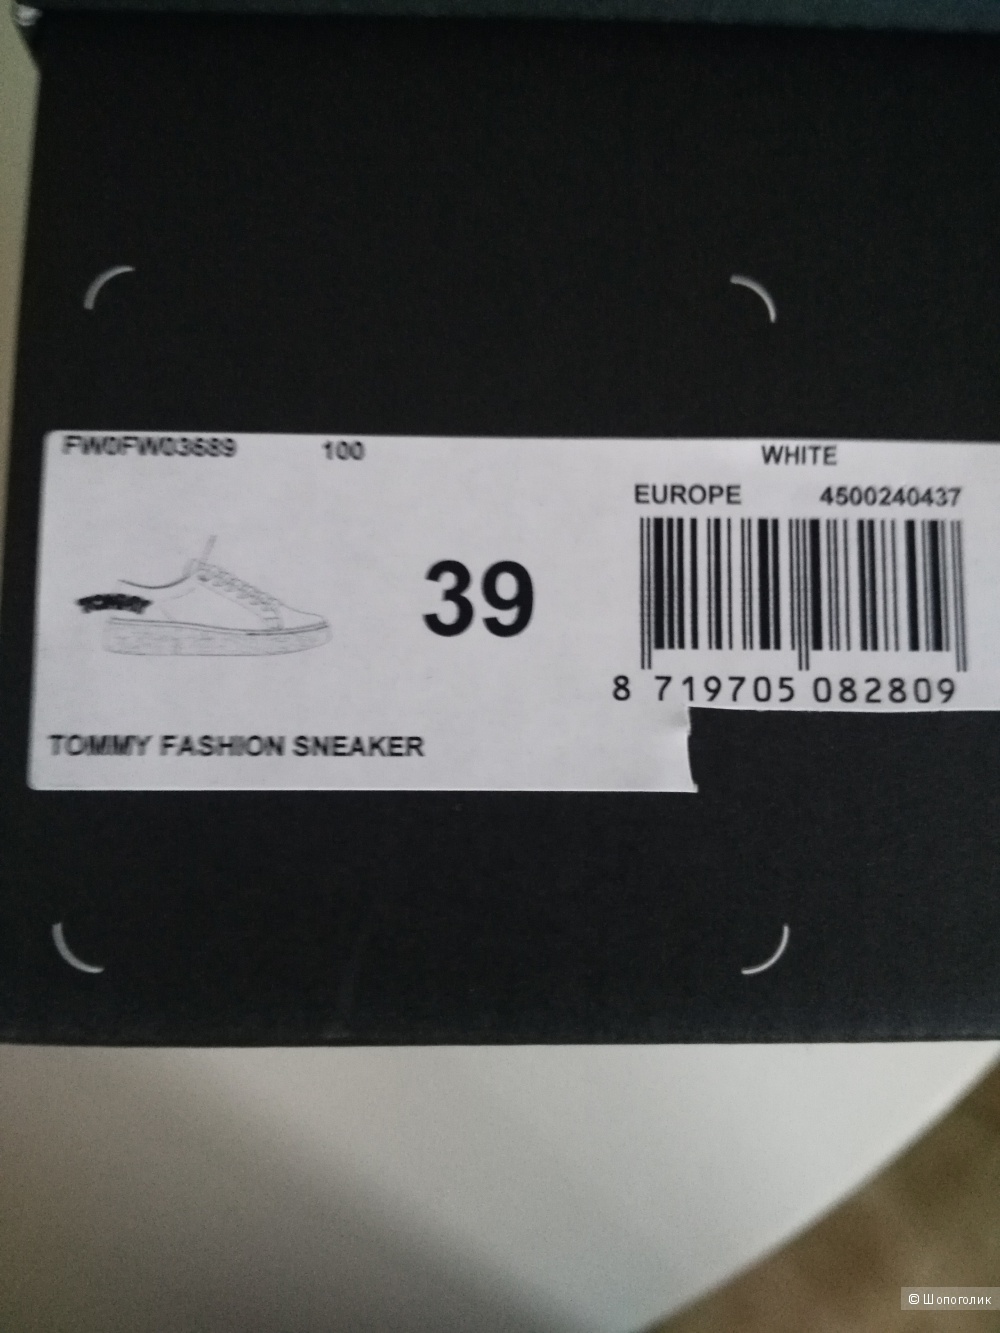 FW0FW03689 100 WHITE
EUROPE 4500240437
39
8 719705 082809
TOMMY FASHION SNEAKER
© Шопоголик